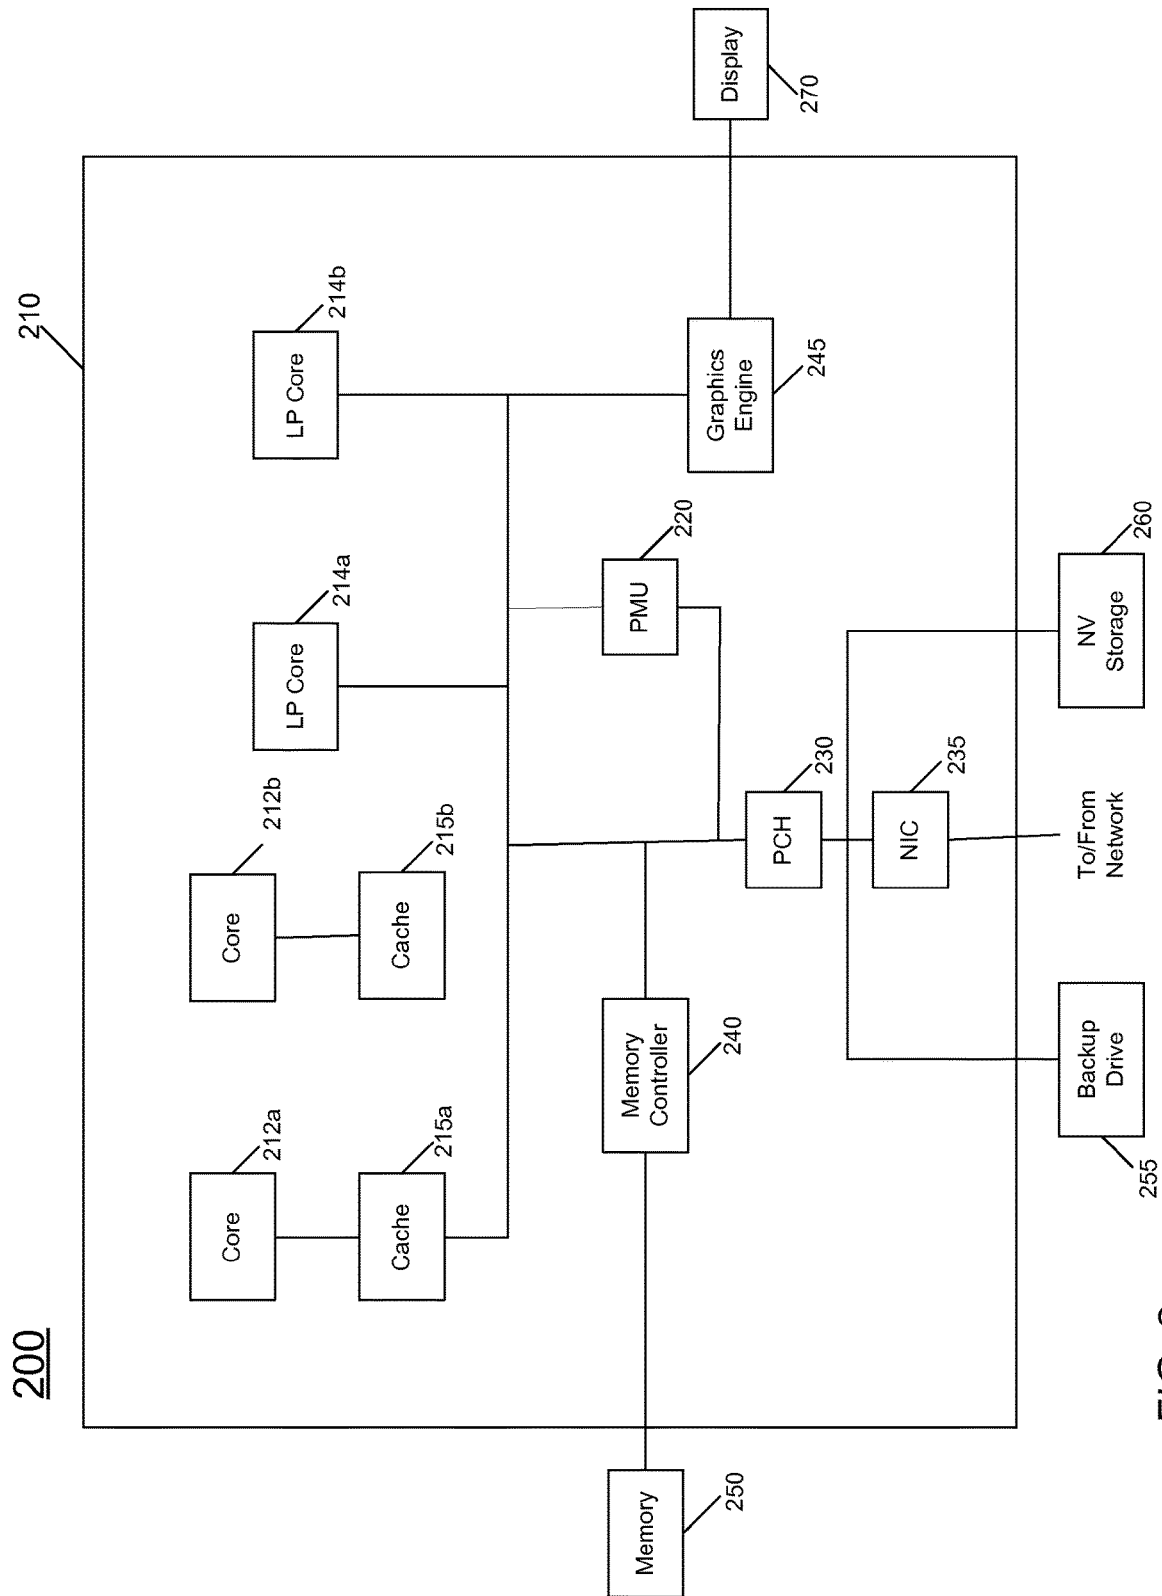 200
210
Core
212a
Core
212b
LP Core
214a
LP Core
214b
Cache
215a
Cache
215b
Memory
250
Memory
Controller
240
PMU
220
Graphics
Engine
245
Display
270
PCH
230
NIC
235
Backup
Drive
255
To/From
Network
NV
Storage
260
FIG.